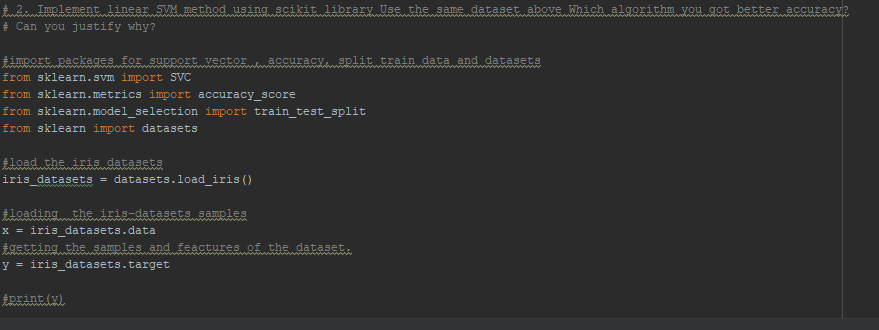 # 2. Implement linear SVM method using scikit library Use the same dataset above Which algorithm you got better accuracy?
# Can you justify why?
#import packages for support vector , accuracy, split train data and datasets
from sklearn.svm import SVC
from sklearn.metrics import accuracy_score
from sklearn.model_selection import train_test_split
from sklearn import datasets
#load the iris datasets
iris_datasets = datasets.load_iris()
#loading  the iris-datasets samples
x = iris_datasets.data
#getting the samples and feactures of the dataset.
y = iris_datasets.target
#print(y)